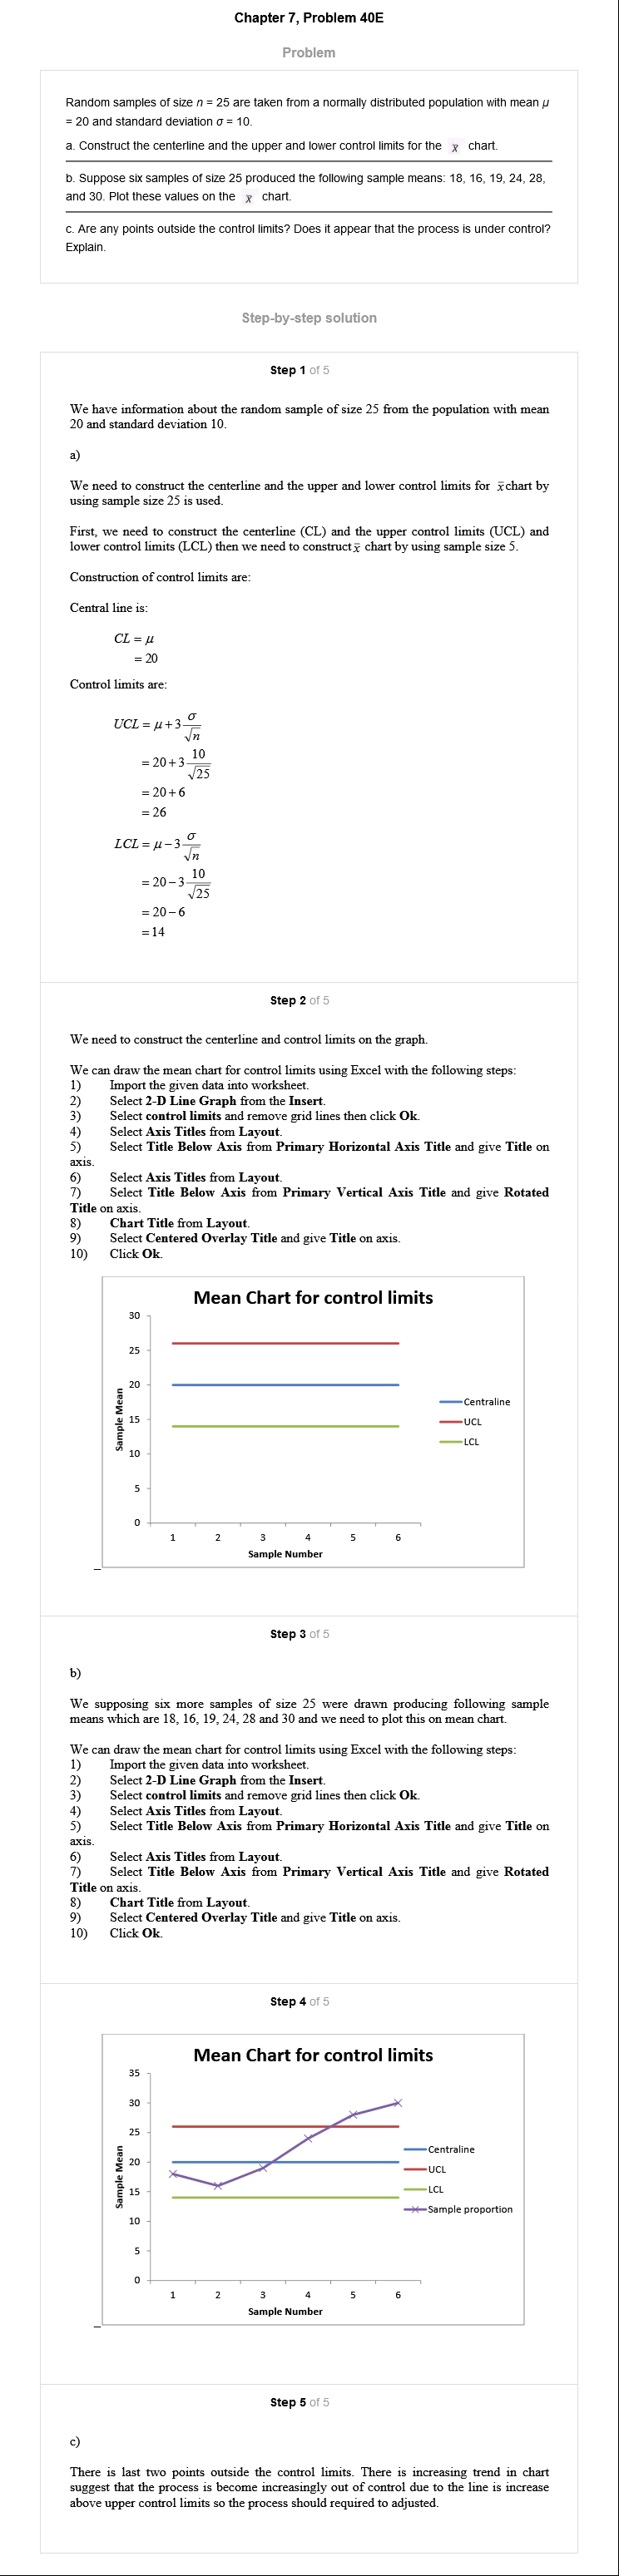 Chapter 7, Problem 40E
Problem
Random samples of size n = 25 are taken from a normally distributed population with mean μ
= 20 and standard deviation σ = 10.
a. Construct the centerline and the upper and lower control limits for the x̄ chart.
b. Suppose six samples of size 25 produced the following sample means: 18, 16, 19, 24, 28,
and 30. Plot these values on the x̄ chart.
c. Are any points outside the control limits? Does it appear that the process is under control?
Explain.
Step-by-step solution
Step 1 of 5
We have information about the random sample of size 25 from the population with mean
20 and standard deviation 10.
a)
We need to construct the centerline and the upper and lower control limits for x̄ chart by
using sample size 25 is used.
First, we need to construct the centerline (CL) and the upper control limits (UCL) and
lower control limits (LCL) then we need to construct x̄ chart by using sample size 5.
Construction of control limits are:
Central line is:
CL = μ
= 20
Control limits are:
UCL = μ + 3 σ/√n
= 20 + 3 10/√25
= 20 + 6
= 26
LCL = μ − 3 σ/√n
= 20 − 3 10/√25
= 20 − 6
= 14
Step 2 of 5
We need to construct the centerline and control limits on the graph.
We can draw the mean chart for control limits using Excel with the following steps:
1) Import the given data into worksheet.
2) Select 2-D Line Graph from the Insert.
3) Select control limits and remove grid lines then click Ok.
4) Select Axis Titles from Layout.
5) Select Title Below Axis from Primary Horizontal Axis Title and give Title on
axis.
6) Select Axis Titles from Layout.
7) Select Title Below Axis from Primary Vertical Axis Title and give Rotated
Title on axis.
8) Chart Title from Layout.
9) Select Centered Overlay Title and give Title on axis.
10) Click Ok.
Mean Chart for control limits
30
25
20
15
10
5
0
Sample Mean
1 2 3 4 5 6
Sample Number
Centraline
UCL
LCL
Step 3 of 5
b)
We supposing six more samples of size 25 were drawn producing following sample
means which are 18, 16, 19, 24, 28 and 30 and we need to plot this on mean chart.
We can draw the mean chart for control limits using Excel with the following steps:
1) Import the given data into worksheet.
2) Select 2-D Line Graph from the Insert.
3) Select control limits and remove grid lines then click Ok.
4) Select Axis Titles from Layout.
5) Select Title Below Axis from Primary Horizontal Axis Title and give Title on
axis.
6) Select Axis Titles from Layout.
7) Select Title Below Axis from Primary Vertical Axis Title and give Rotated
Title on axis.
8) Chart Title from Layout.
9) Select Centered Overlay Title and give Title on axis.
10) Click Ok.
Step 4 of 5
Mean Chart for control limits
35
30
25
20
15
10
5
0
Sample Mean
1 2 3 4 5 6
Sample Number
Centraline
UCL
LCL
Sample proportion
Step 5 of 5
c)
There is last two points outside the control limits. There is increasing trend in chart
suggest that the process is become increasingly out of control due to the line is increase
above upper control limits so the process should required to adjusted.